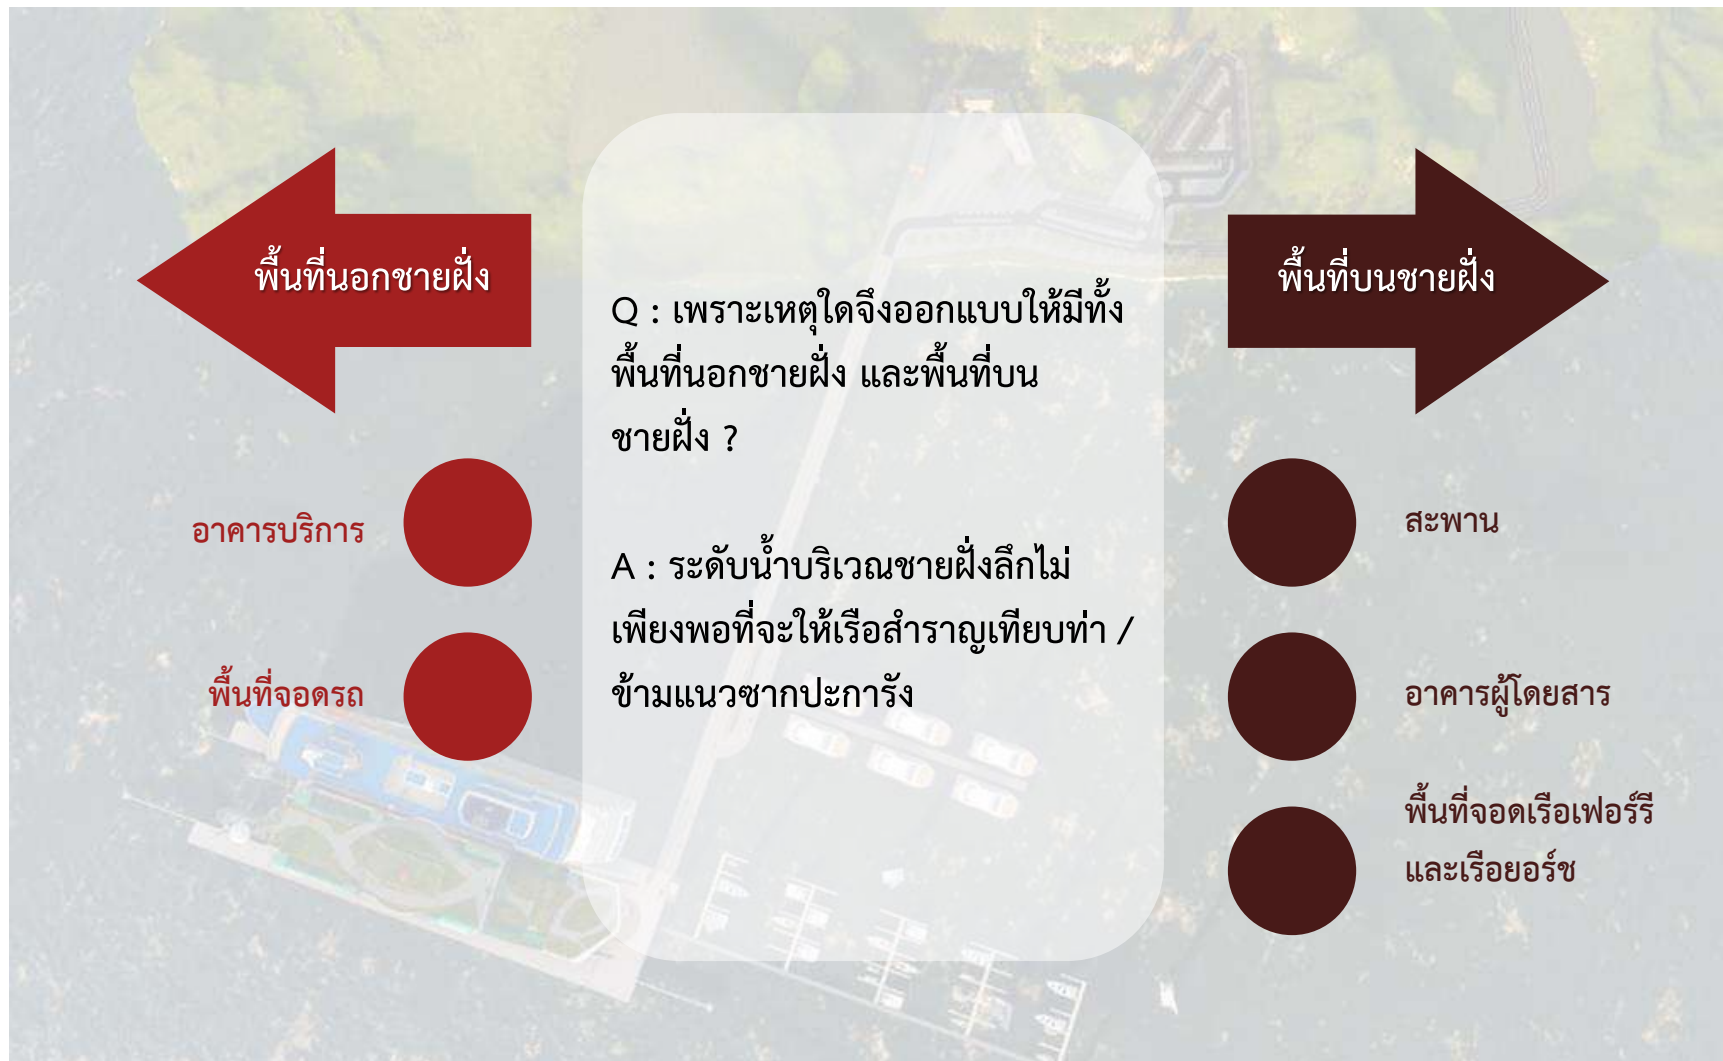 พื้นที่นอกชายฝั่ง
อาคารบริการ
พื้นที่จอดรถ
Q : เพราะเหตุใดจึงออกแบบให้มีทั้ง
พื้นที่นอกชายฝั่ง และพื้นที่บน
ชายฝั่ง ?
A : ระดับน้ำบริเวณชายฝั่งลึกไม่
เพียงพอที่จะให้เรือสำราญเทียบท่า /
ข้ามแนวซากปะการัง
พื้นที่บนชายฝั่ง
สะพาน
อาคารผู้โดยสาร
พื้นที่จอดเรือเฟอร์รี
และเรือยอร์ช